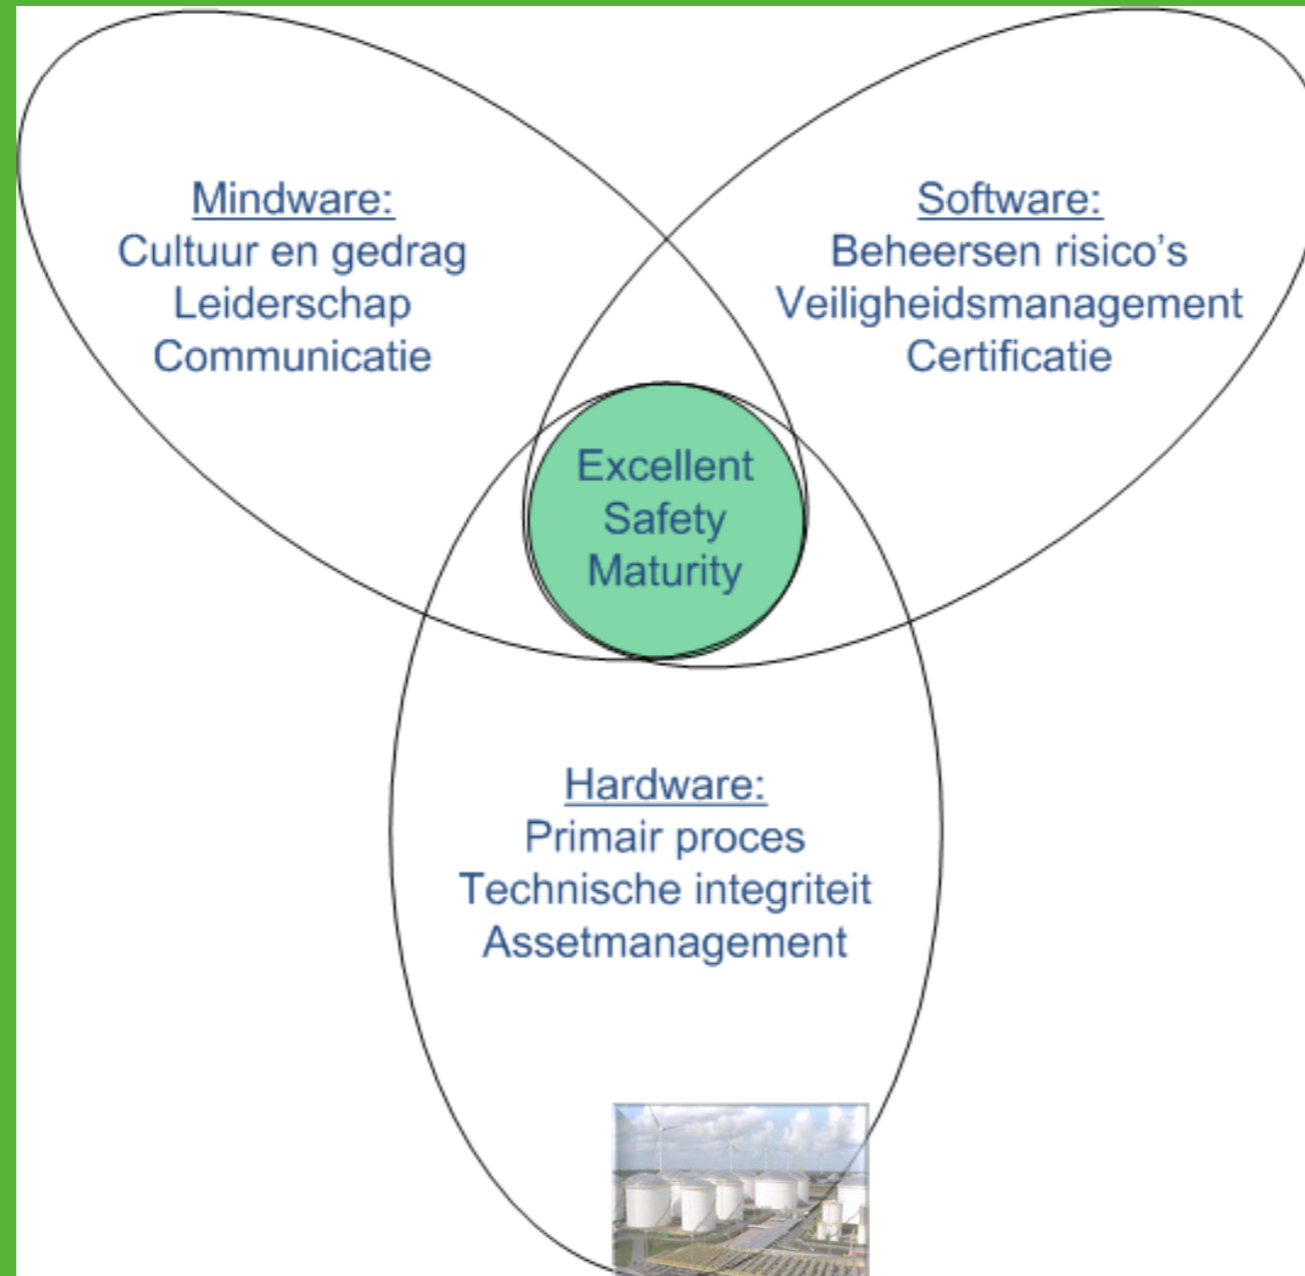 Mindware:
Cultuur en gedrag
Leiderschap
Communicatie
Software:
Beheersen risico’s
Veiligheidsmanagement
Certificatie
Excellent
Safety
Maturity
Hardware:
Primair proces
Technische integriteit
Assetmanagement